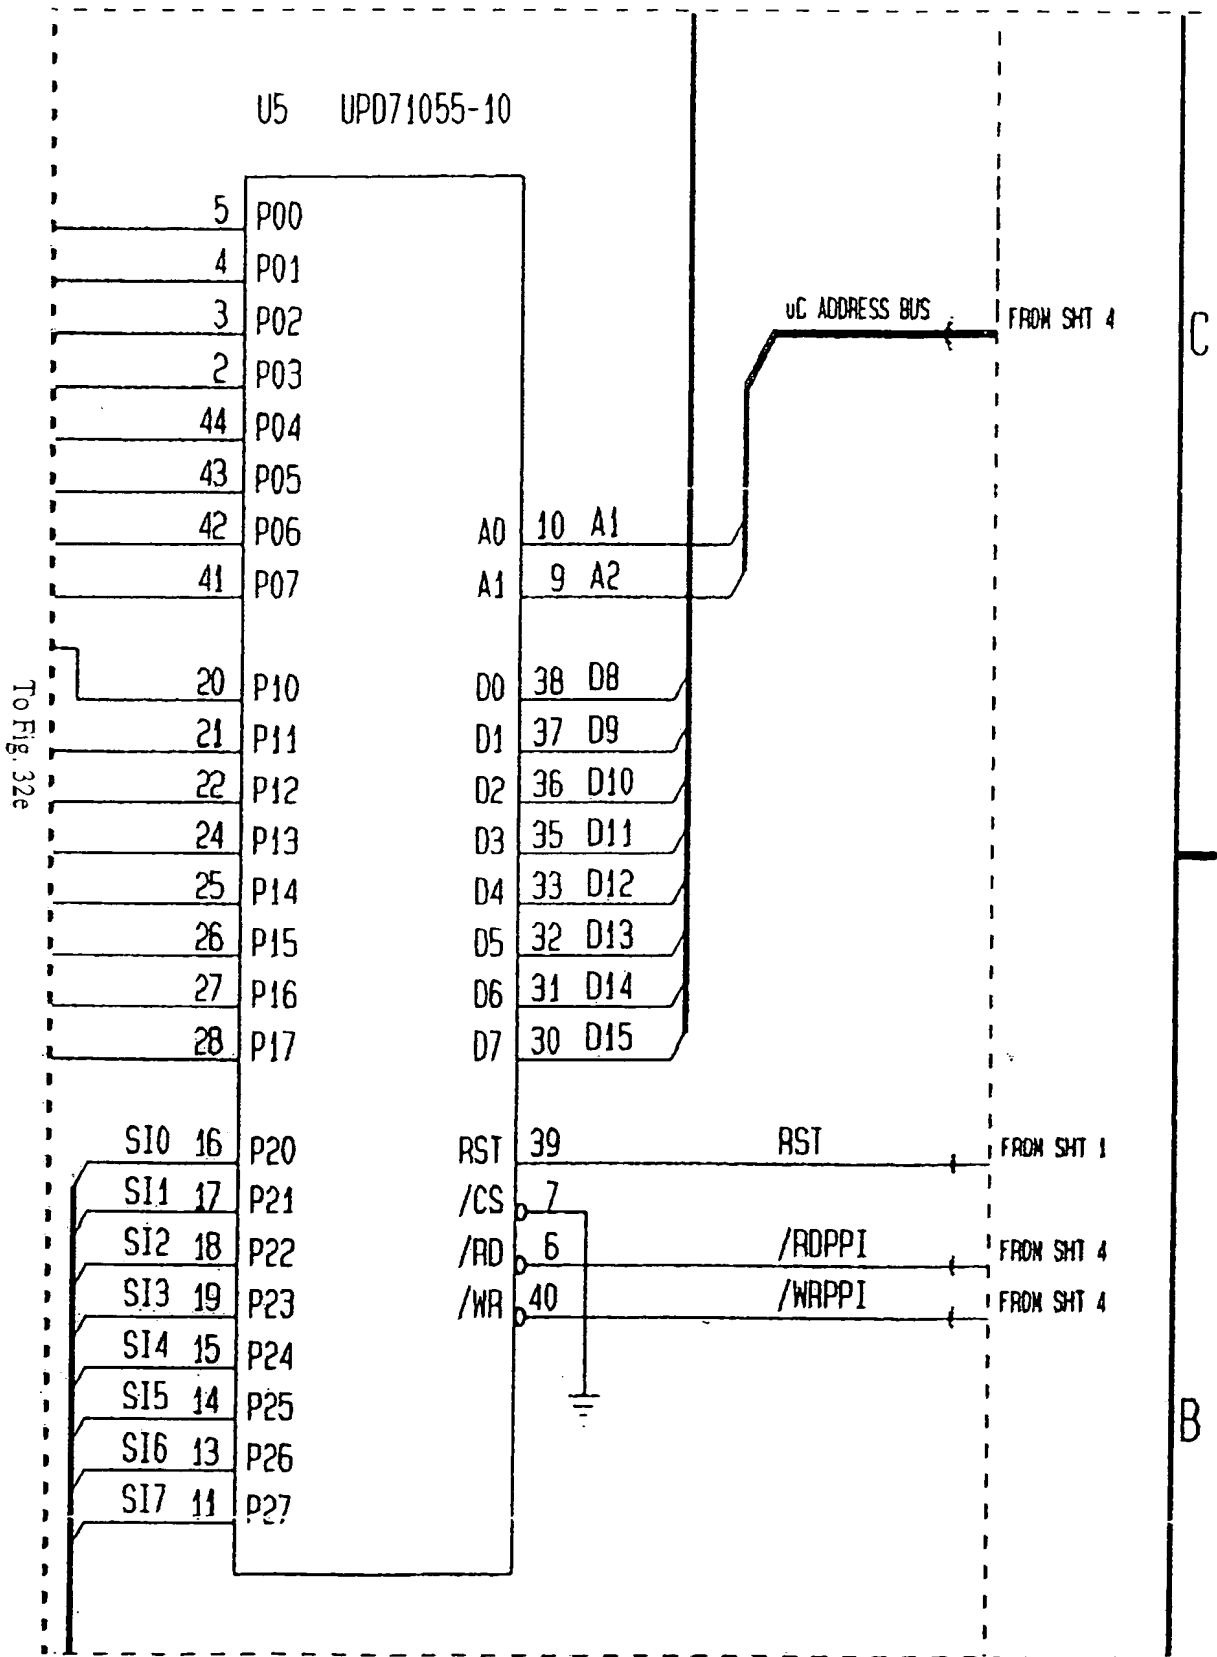 U5 UPD71055-10
5 P00
4 P01
3 P02
uC ADDRESS BUS FROM SHT 4
C
2 P03
44 P04
43 P05
42 P06 A0 10 A1
41 P07 A1 9 A2
20 P10 D0 38 D8
21 P11 D1 37 D9
22 P12 D2 36 D10
24 P13 D3 35 D11
25 P14 D4 33 D12
26 P15 D5 32 D13
27 P16 D6 31 D14
28 P17 D7 30 D15
To Fig. 32e
SI0 16 P20 RST 39 RST FROM SHT 1
SI1 17 P21 /CS 7
SI2 18 P22 /RD 6 /RDPPI FROM SHT 4
SI3 19 P23 /WR 40 /WRPPI FROM SHT 4
SI4 15 P24
SI5 14 P25
B
SI6 13 P26
SI7 11 P27